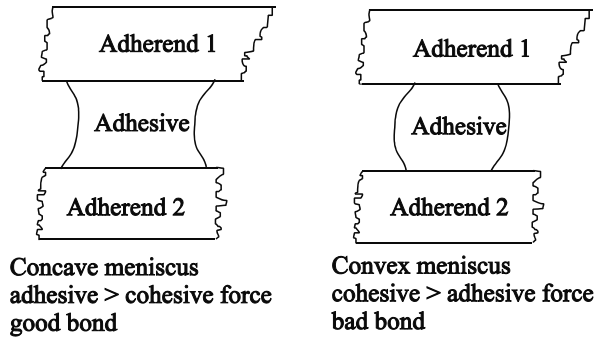 Adherend 1
Adhesive
Adherend 2
Concave meniscus
adhesive > cohesive force
good bond
Adherend 1
Adhesive
Adherend 2
Convex meniscus
cohesive > adhesive force
bad bond